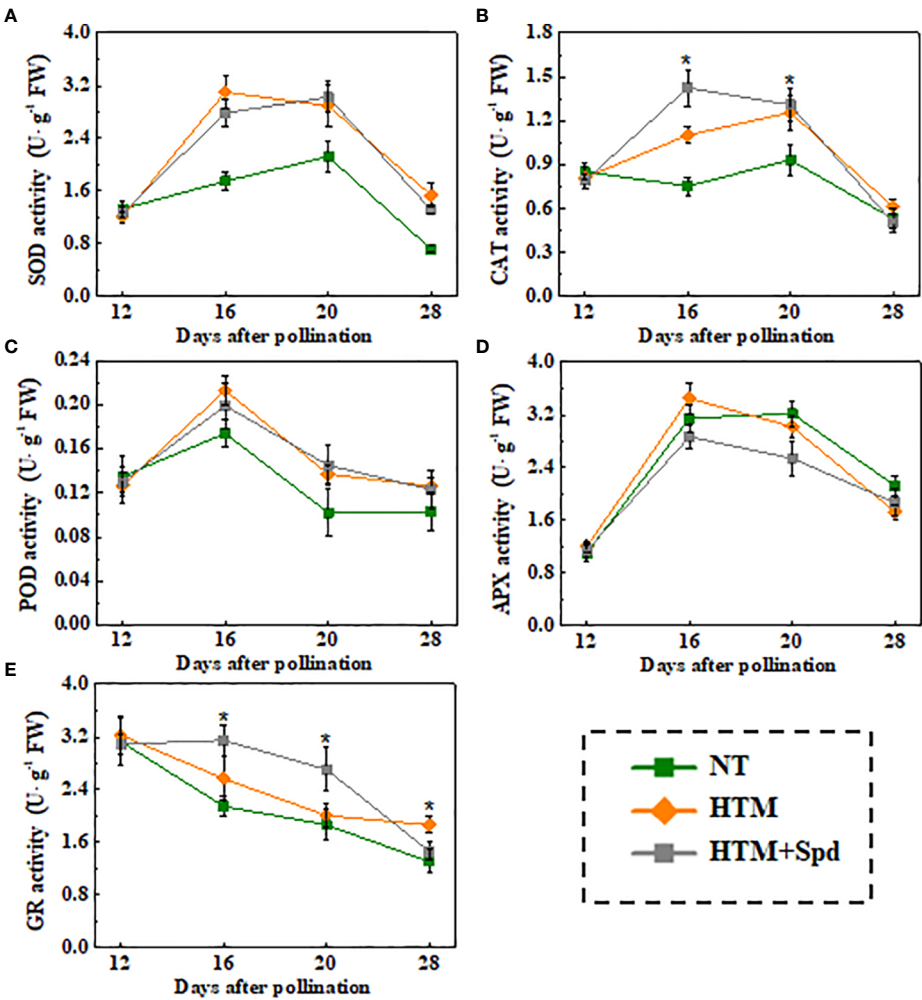 A
SOD activity (U· g⁻¹ FW)
4.0
3.2
2.4
1.6
0.8
0.0
12 16 20 28
Days after pollination
B
CAT activity (U· g⁻¹ FW)
1.8
1.5
1.2
0.9
0.6
0.3
0.0
* *
12 16 20 28
Days after pollination
C
POD activity (U· g⁻¹ FW)
0.24
0.20
0.16
0.12
0.08
0.04
0.00
12 16 20 28
Days after pollination
D
APX activity (U· g⁻¹ FW)
4.0
3.2
2.4
1.6
0.8
0.0
12 16 20 28
Days after pollination
E
GR activity (U· g⁻¹ FW)
4.0
3.2
2.4
1.6
0.8
0.0
* * *
12 16 20 28
Days after pollination
NT
HTM
HTM+Spd